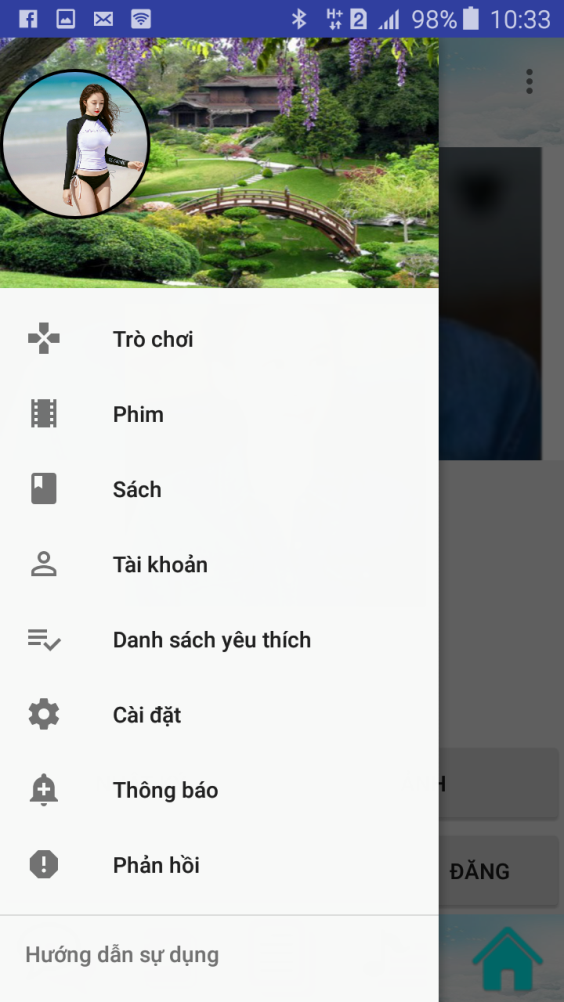 H+ 2 98% 10:33
Trò chơi
Phim
Sách
Tài khoản
Danh sách yêu thích
Cài đặt
Thông báo
Phản hồi
ĐĂNG
Hướng dẫn sự dụng